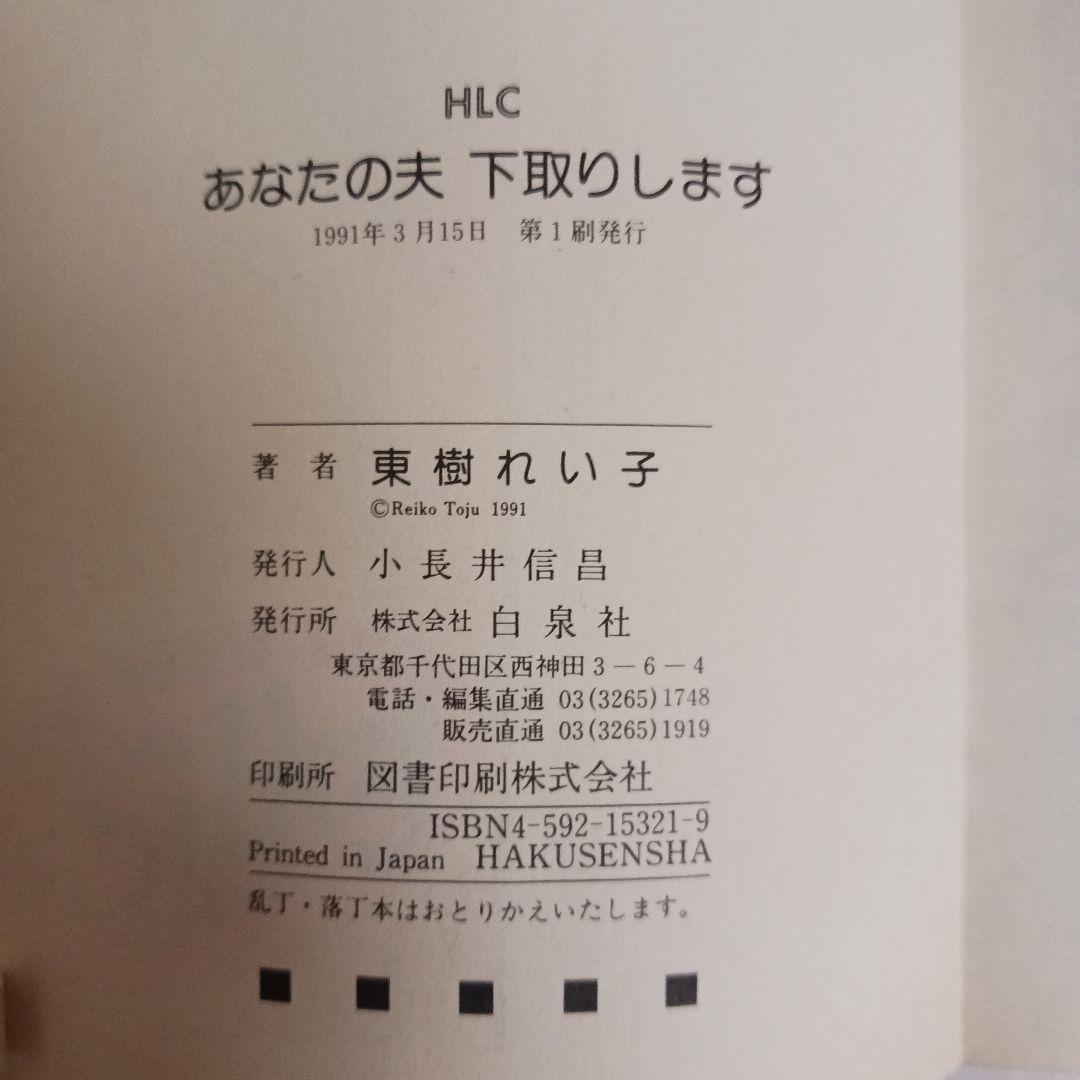 HLC
あなたの夫 下取りします
1991年3月15日 第1刷発行
著 者 東樹れい子
©Reiko Toju 1991
発行人 小長井信昌
発行所 株式会社 白泉社
東京都千代田区西神田3－6－4
電話・編集直通 03(3265)1748
販売直通 03(3265)1919
印刷所 図書印刷株式会社
ISBN4-592-15321-9
Printed in Japan HAKUSENSHA
乱丁・落丁本はおとりかえいたします。